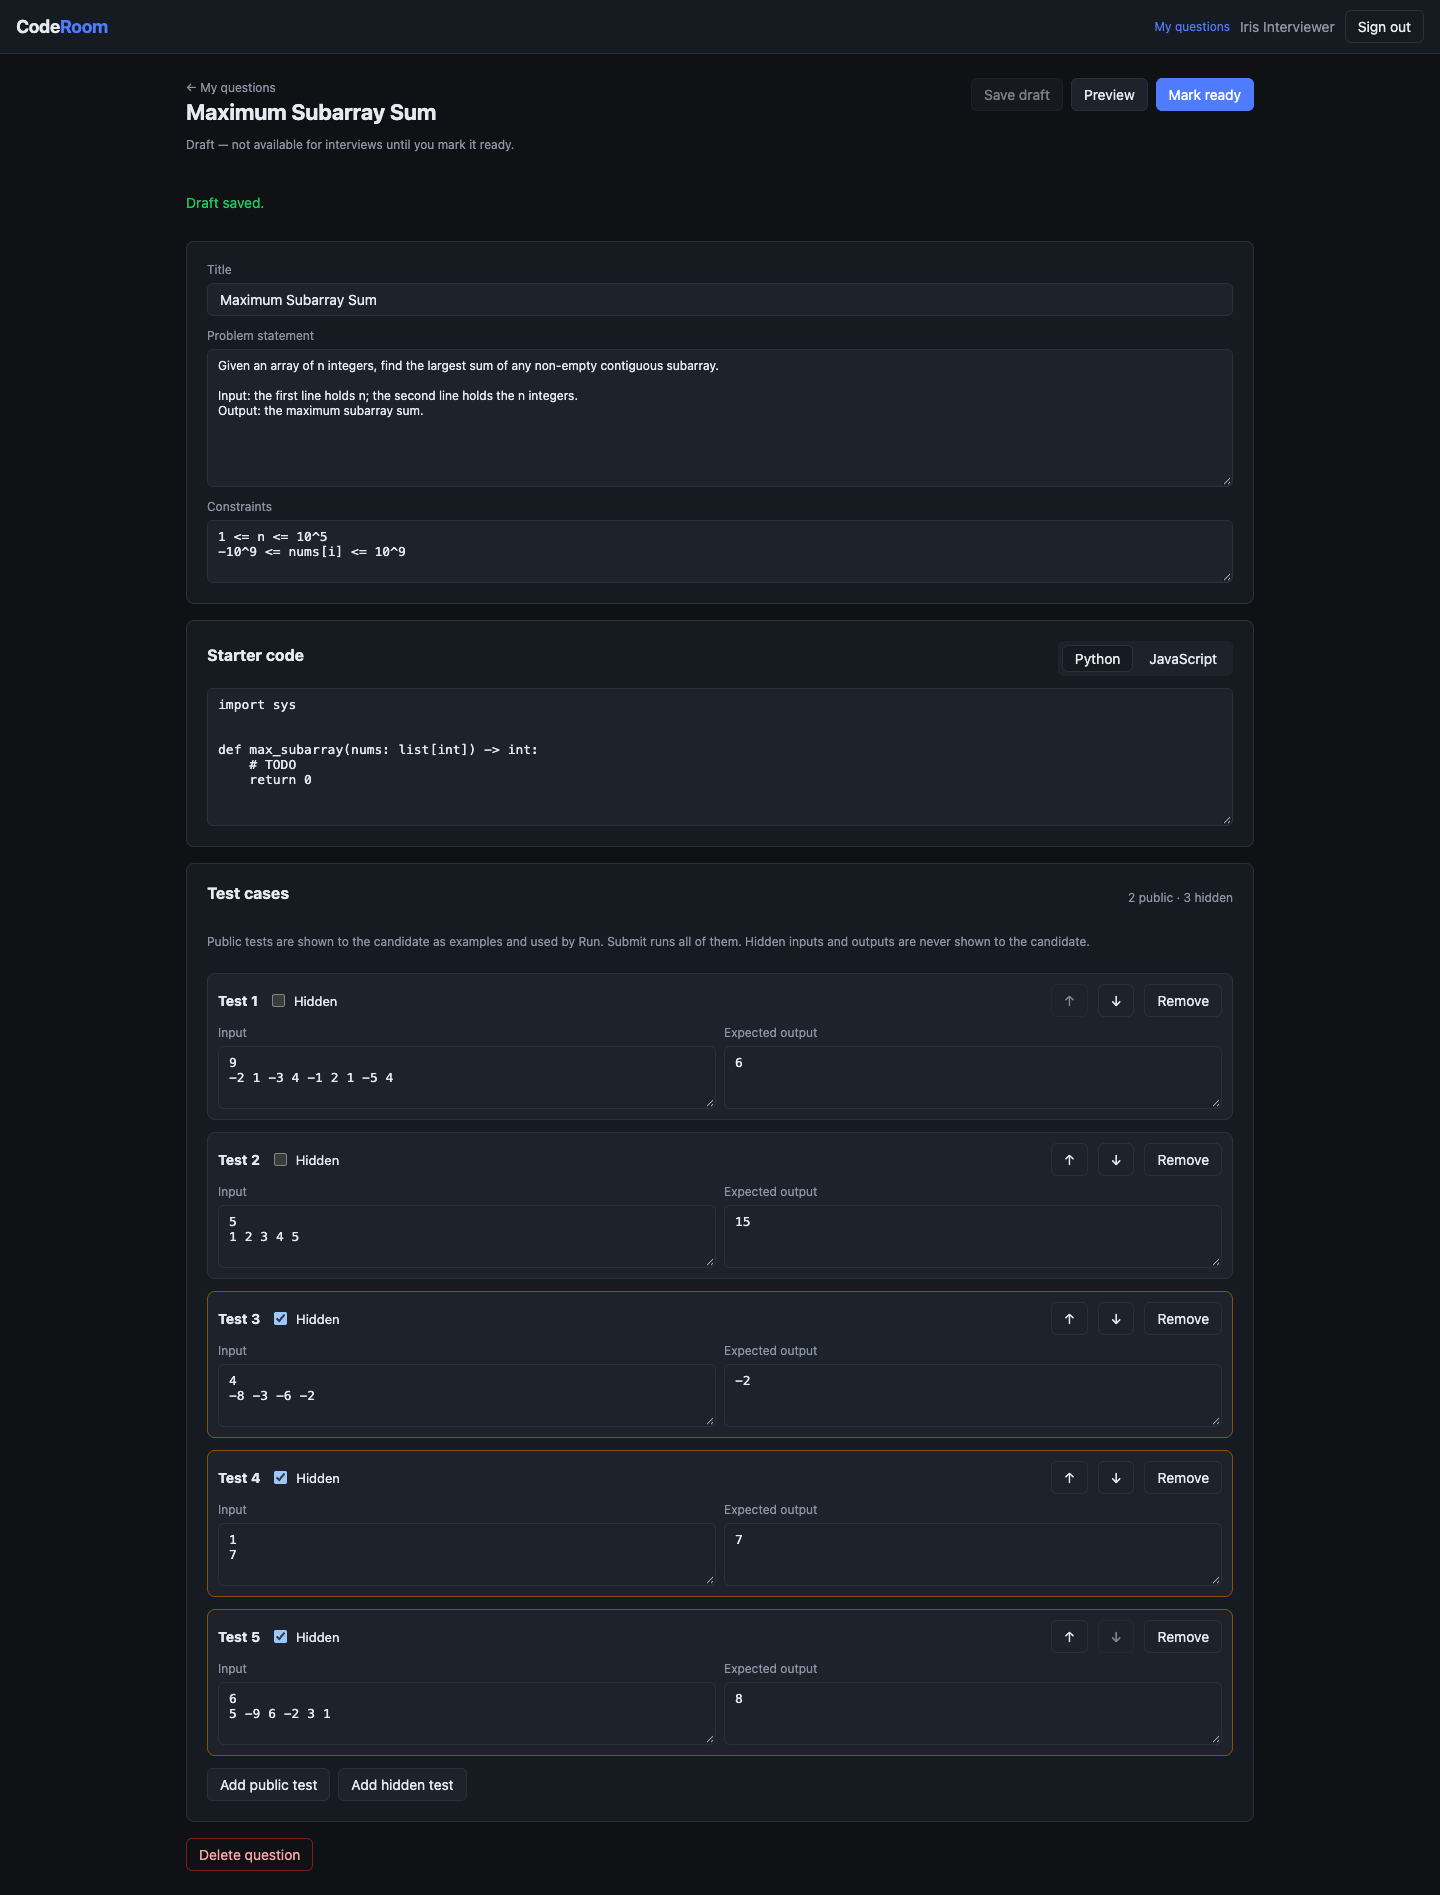 CodeRoom
My questions
Iris Interviewer
Sign out
← My questions
Maximum Subarray Sum
Draft — not available for interviews until you mark it ready.
Save draft
Preview
Mark ready
Draft saved.
Title
Maximum Subarray Sum
Problem statement
Given an array of n integers, find the largest sum of any non-empty contiguous subarray.
Input: the first line holds n; the second line holds the n integers.
Output: the maximum subarray sum.
Constraints
1 <= n <= 10^5
-10^9 <= nums[i] <= 10^9
Starter code
Python
JavaScript
import sys
def max_subarray(nums: list[int]) -> int:
    # TODO
    return 0
Test cases
2 public · 3 hidden
Public tests are shown to the candidate as examples and used by Run. Submit runs all of them. Hidden inputs and outputs are never shown to the candidate.
Test 1
Hidden
↑
↓
Remove
Input
Expected output
9
-2 1 -3 4 -1 2 1 -5 4
6
Test 2
Hidden
↑
↓
Remove
Input
Expected output
5
1 2 3 4 5
15
Test 3
Hidden
↑
↓
Remove
Input
Expected output
4
-8 -3 -6 -2
-2
Test 4
Hidden
↑
↓
Remove
Input
Expected output
1
7
7
Test 5
Hidden
↑
↓
Remove
Input
Expected output
6
5 -9 6 -2 3 1
8
Add public test
Add hidden test
Delete question